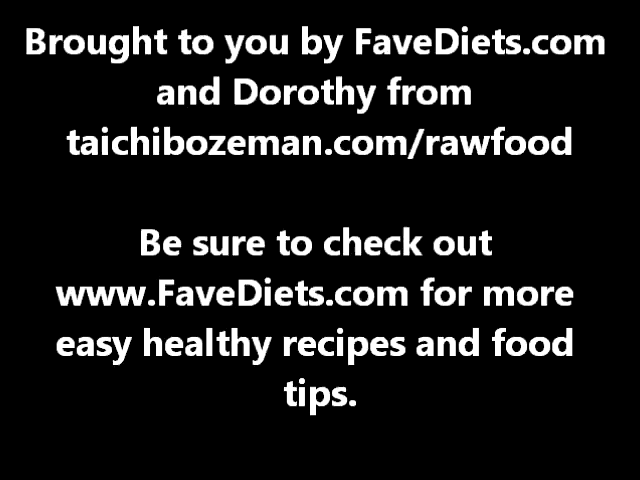 Brought to you by FaveDiets.com
and Dorothy from
taichibozeman.com/rawfood
Be sure to check out
www.FaveDiets.com for more
easy healthy recipes and food
tips.